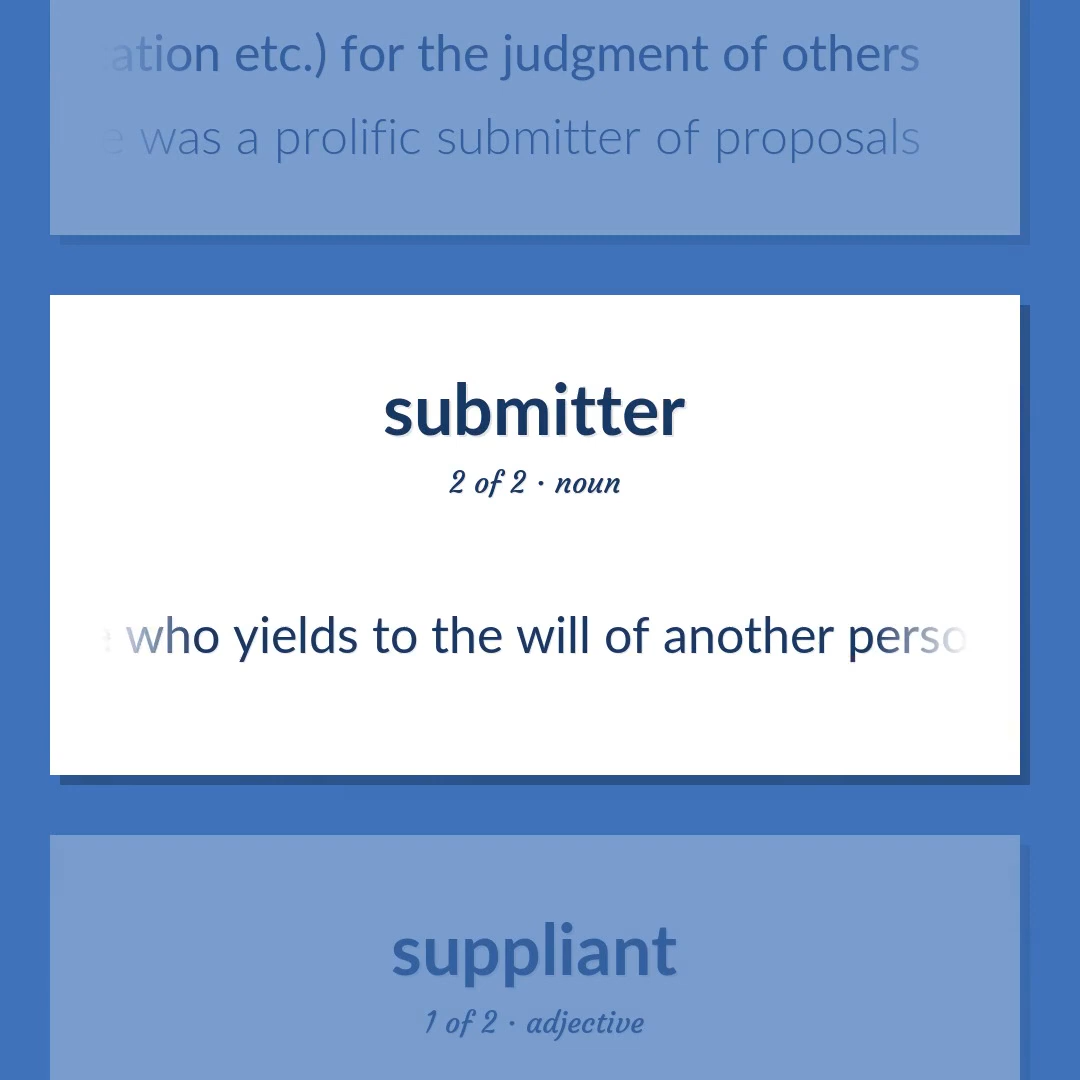 ation etc.) for the judgment of others
was a prolific submitter of proposals
submitter
2 of 2 · noun
who yields to the will of another perso
suppliant
1 of 2 · adjective